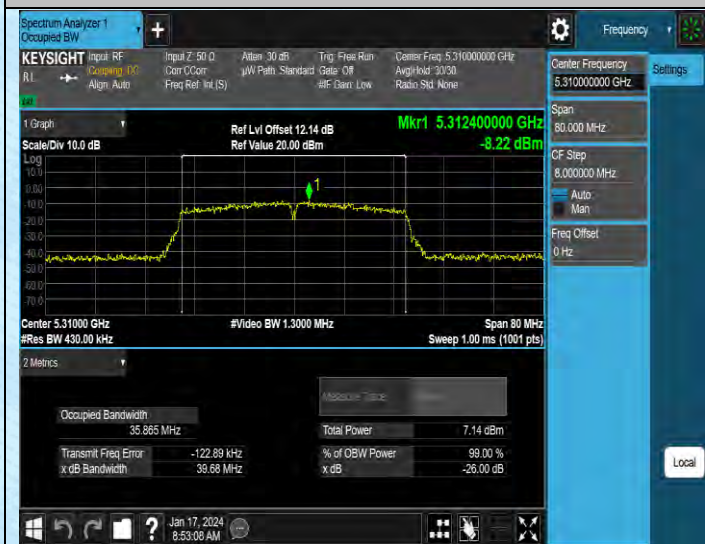 Spectrum Analyzer 1
Occupied BW
+
Frequency
KEYSIGHT
Input: RF
Coupling: DC
Align: Auto
Input Z: 50 Ω
Corr CCorr
Freq Ref: Int (S)
Atten: 30 dB
µW Path: Standard
Trig: Free Run
Gate: Off
#IF Gain: Low
Center Freq: 5.310000000 GHz
Avg|Hold: 30/30
Radio Std: None
Center Frequency
5.310000000 GHz
Settings
Span
80.000 MHz
CF Step
8.000000 MHz
Auto
Man
Freq Offset
0 Hz
1 Graph
Scale/Div 10.0 dB
Ref Lvl Offset 12.14 dB
Ref Value 20.00 dBm
Mkr1 5.312400000 GHz
-8.22 dBm
Log
10.0
0.00
-10.0
-20.0
-30.0
-40.0
-50.0
-60.0
-70.0
1
Center 5.31000 GHz
#Res BW 430.00 kHz
#Video BW 1.3000 MHz
Span 80 MHz
Sweep 1.00 ms (1001 pts)
2 Metrics
Measure Trace
Occupied Bandwidth
35.865 MHz
Total Power
7.14 dBm
Transmit Freq Error
-122.89 kHz
% of OBW Power
99.00 %
x dB Bandwidth
39.68 MHz
x dB
-26.00 dB
Local
?
Jan 17, 2024
8:53:08 AM